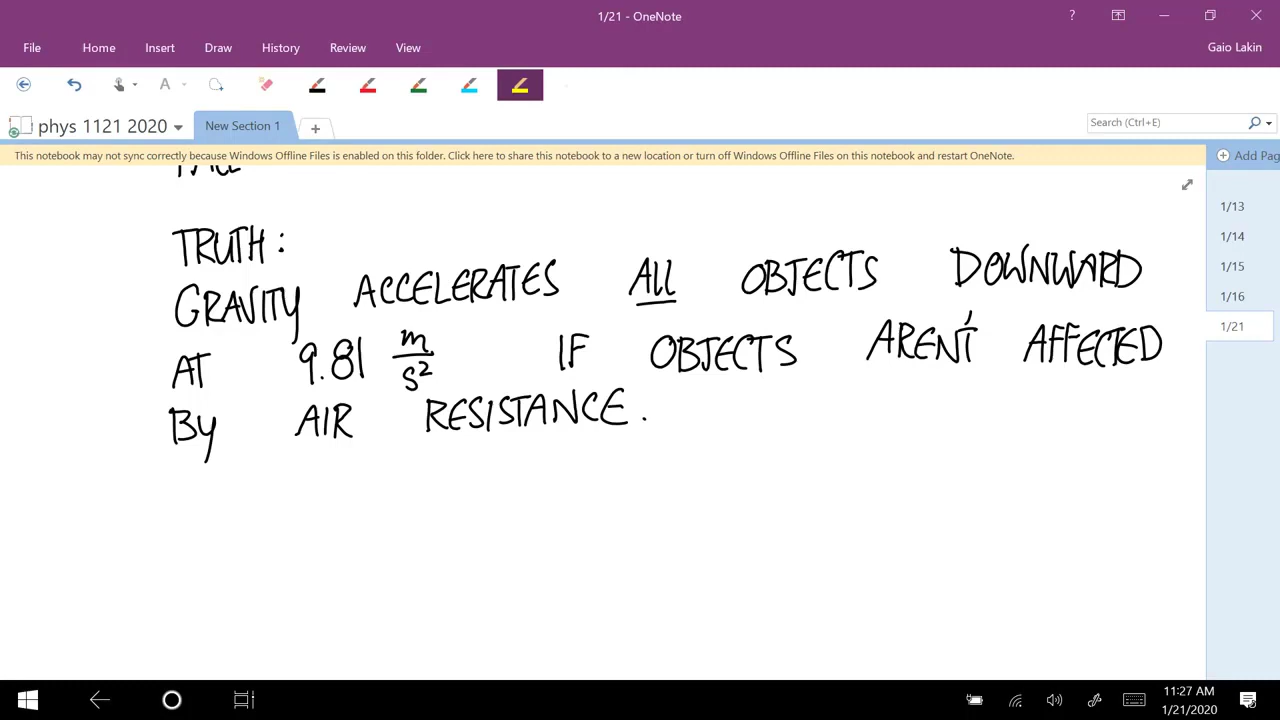 1/21 - OneNote
?
File Home Insert Draw History Review View
Gaio Lakin
A
phys 1121 2020
New Section 1
+
Search (Ctrl+E)
This notebook may not sync correctly because Windows Offline Files is enabled on this folder. Click here to share this notebook to a new location or turn off Windows Offline Files on this notebook and restart OneNote.
Add Pag
1/13
1/14
1/15
1/16
1/21
TRUTH:
GRAVITY ACCELERATES ALL OBJECTS DOWNWARD
AT 9.81 m/s² IF OBJECTS AREN'T AFFECTED
BY AIR RESISTANCE.
11:27 AM
1/21/2020